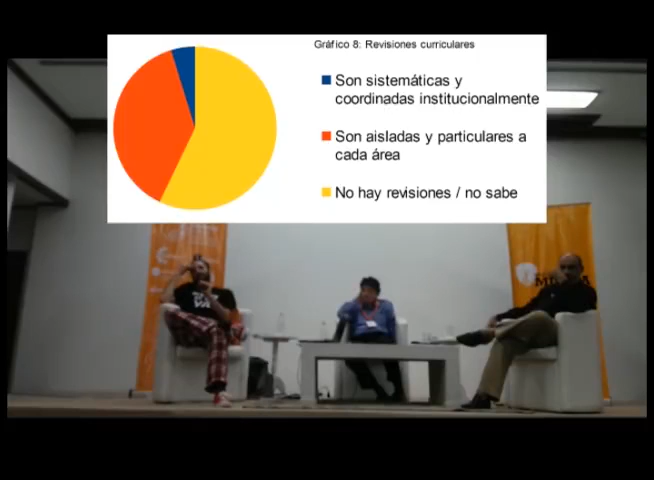 Gráfico 8: Revisiones curriculares
Son sistemáticas y
coordinadas institucionalmente
Son aisladas y particulares a
cada área
No hay revisiones / no sabe